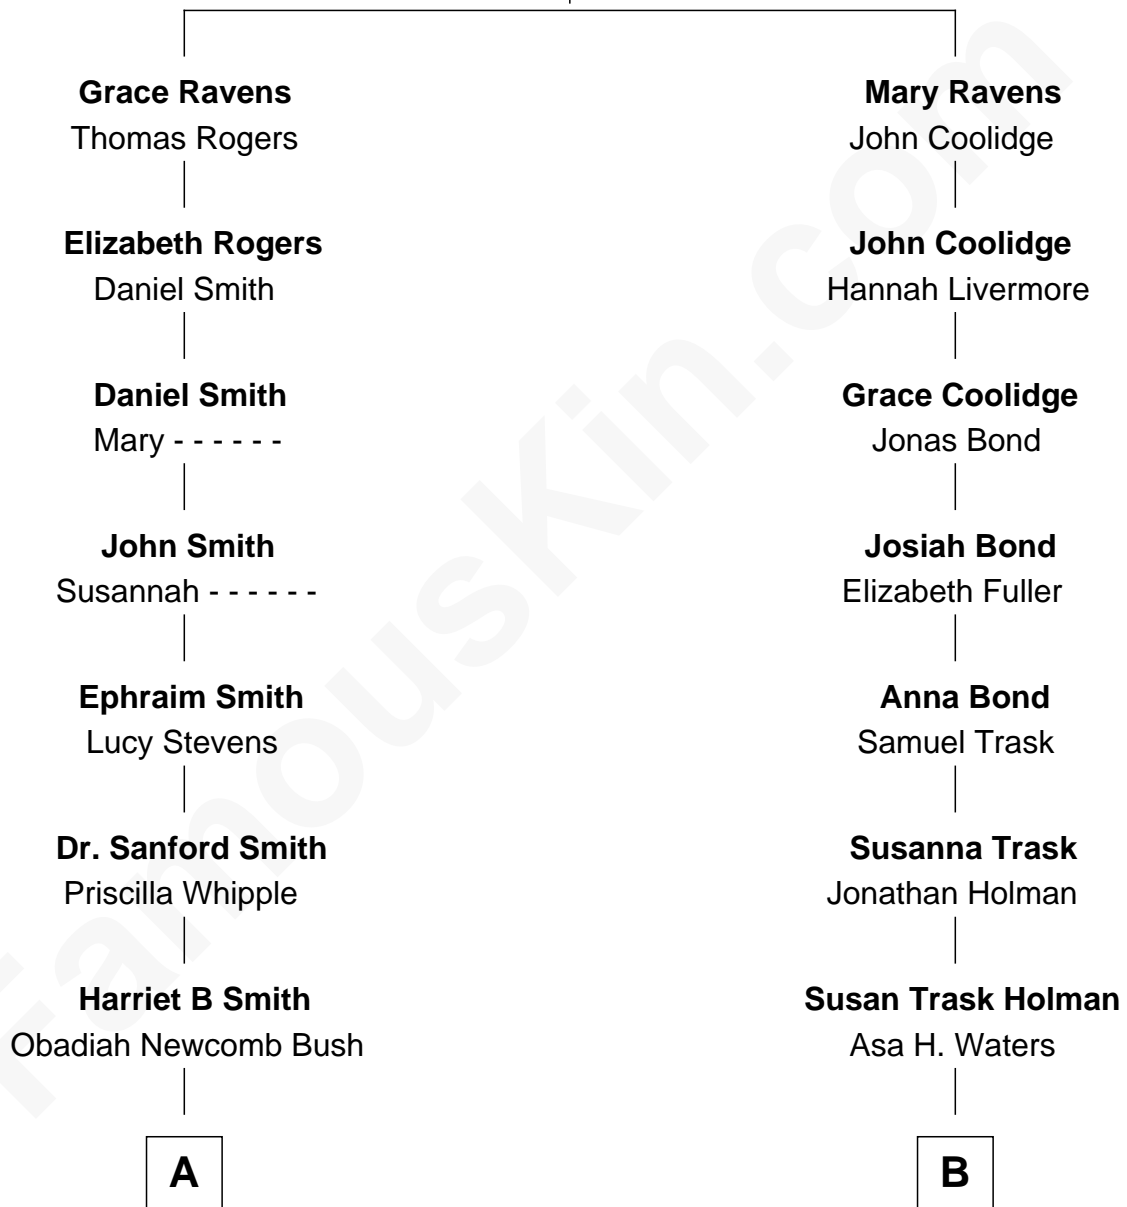 Grace Ravens
Thomas Rogers
Mary Ravens
John Coolidge
Elizabeth Rogers
Daniel Smith
John Coolidge
Hannah Livermore
Daniel Smith
Mary - - - - - -
Grace Coolidge
Jonas Bond
John Smith
Susannah - - - - - -
Josiah Bond
Elizabeth Fuller
Ephraim Smith
Lucy Stevens
Anna Bond
Samuel Trask
Dr. Sanford Smith
Priscilla Whipple
Susanna Trask
Jonathan Holman
Harriet B Smith
Obadiah Newcomb Bush
Susan Trask Holman
Asa H. Waters
A
B
FamousKin.com